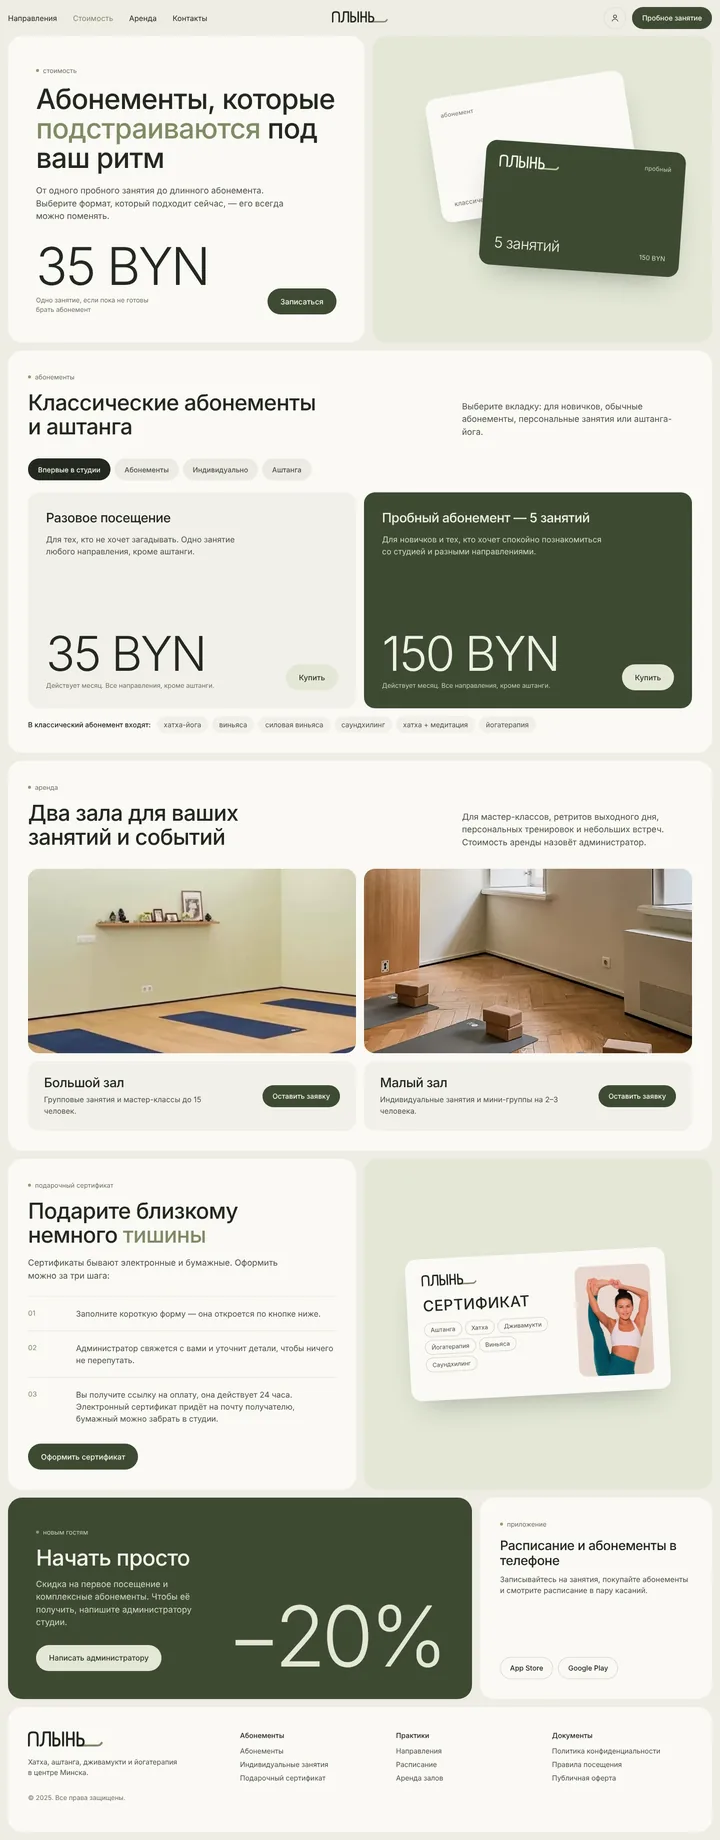 Направления Стоимость Аренда Контакты
ПЛЫНЬ
Пробное занятие
стоимость
Абонементы, которые
подстраиваются под
ваш ритм
От одного пробного занятия до длинного абонемента.
Выберите формат, который подходит сейчас, — его всегда
можно поменять.
35 BYN
Одно занятие, если пока не готовы
брать абонемент
Записаться
абонемент
ПЛЫНЬ
пробный
5 занятий
150 BYN
абонементы
Классические абонементы
и аштанга
Выберите вкладку: для новичков, обычные
абонементы, персональные занятия или аштанга-
йога.
Впервые в студии Абонементы Индивидуально Аштанга
Разовое посещение
Для тех, кто не хочет загадывать. Одно занятие
любого направления, кроме аштанги.
35 BYN
Действует месяц. Все направления, кроме аштанги.
Купить
Пробный абонемент — 5 занятий
Для новичков и тех, кто хочет спокойно познакомиться
со студией и разными направлениями.
150 BYN
Действует месяц. Все направления, кроме аштанги.
Купить
В классический абонемент входят: хатха-йога виньяса силовая виньяса саундхилинг хатха + медитация йогатерапия
аренда
Два зала для ваших
занятий и событий
Для мастер-классов, ретритов выходного дня,
персональных тренировок и небольших встреч.
Стоимость аренды назовёт администратор.
Большой зал
Групповые занятия и мастер-классы до 15
человек.
Оставить заявку
Малый зал
Индивидуальные занятия и мини-группы на 2–3
человека.
Оставить заявку
подарочный сертификат
Подарите близкому
немного тишины
Сертификаты бывают электронные и бумажные. Оформить
можно за три шага:
01 Заполните короткую форму — она откроется по кнопке ниже.
02 Администратор свяжется с вами и уточнит детали, чтобы ничего
не перепутать.
03 Вы получите ссылку на оплату, она действует 24 часа.
Электронный сертификат придёт на почту получателю,
бумажный можно забрать в студии.
Оформить сертификат
ПЛЫНЬ
СЕРТИФИКАТ
Аштанга Хатха Дживамукти
Йогатерапия Виньяса
Саундхилинг
новым гостям
Начать просто
Скидка на первое посещение и
комплексные абонементы. Чтобы её
получить, напишите администратору
студии.
Написать администратору
−20%
приложение
Расписание и абонементы в
телефоне
Записывайтесь на занятия, покупайте абонементы
и смотрите расписание в пару касаний.
App Store Google Play
ПЛЫНЬ
Хатха, аштанга, дживамукти и йогатерапия
в центре Минска.
© 2025. Все права защищены.
Абонементы
Абонементы
Индивидуальные занятия
Подарочный сертификат
Практики
Направления
Расписание
Аренда залов
Документы
Политика конфиденциальности
Правила посещения
Публичная оферта